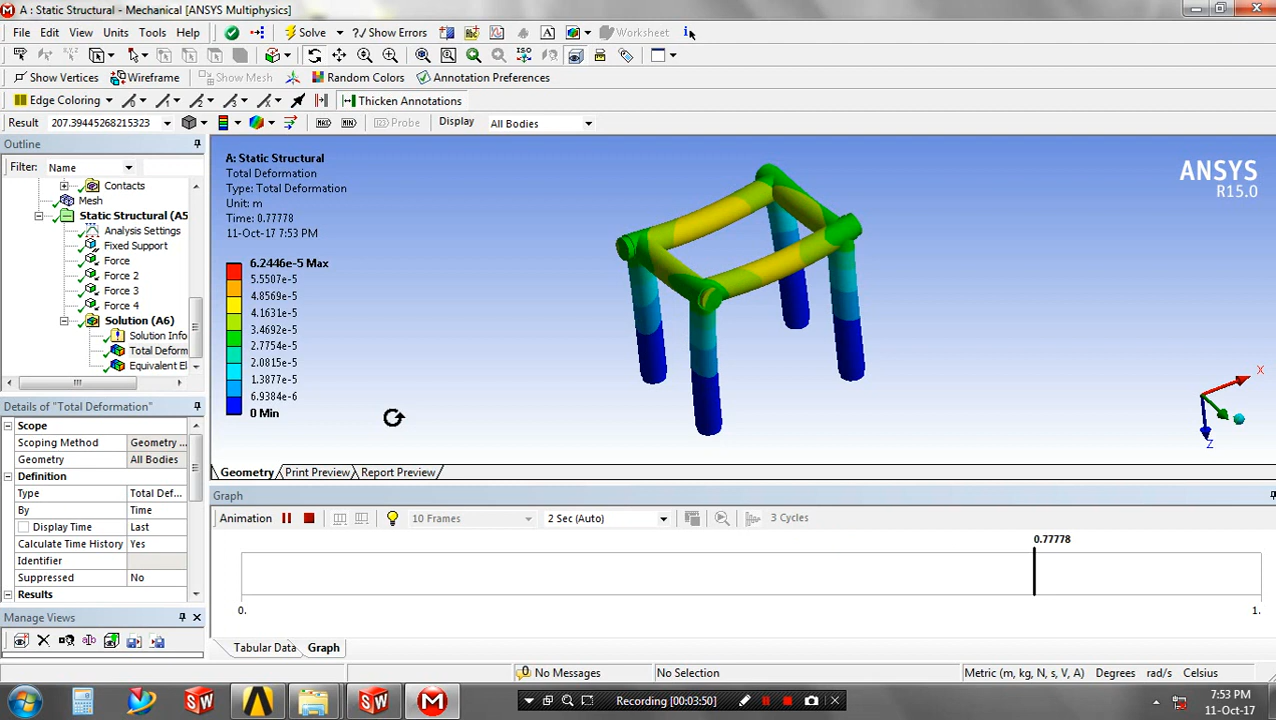 A : Static Structural - Mechanical [ANSYS Multiphysics]
File Edit View Units Tools Help Solve ?/ Show Errors Worksheet
Show Vertices Wireframe Show Mesh Random Colors Annotation Preferences
Edge Coloring Thicken Annotations
Result 207.39445268215323 MAX MIN Probe Display All Bodies
Outline
Filter: Name
Contacts
Mesh
Static Structural (A5
Analysis Settings
Fixed Support
Force
Force 2
Force 3
Force 4
Solution (A6)
Solution Info
Total Deform
Equivalent El
A: Static Structural
Total Deformation
Type: Total Deformation
Unit: m
Time: 0.77778
11-Oct-17 7:53 PM
6.2446e-5 Max
5.5507e-5
4.8569e-5
4.1631e-5
3.4692e-5
2.7754e-5
2.0815e-5
1.3877e-5
6.9384e-6
0 Min
ANSYS
R15.0
X
Z
Details of "Total Deformation"
Scope
Scoping Method Geometry ...
Geometry All Bodies
Definition
Type Total Def...
By Time
Display Time Last
Calculate Time History Yes
Identifier
Suppressed No
Results
Manage Views
Geometry Print Preview Report Preview
Graph
Animation 10 Frames 2 Sec (Auto) 3 Cycles
0.77778
0. 1.
Tabular Data Graph
No Messages No Selection Metric (m, kg, N, s, V, A) Degrees rad/s Celsius
SW SW M Recording [00:03:50] 7:53 PM
11-Oct-17